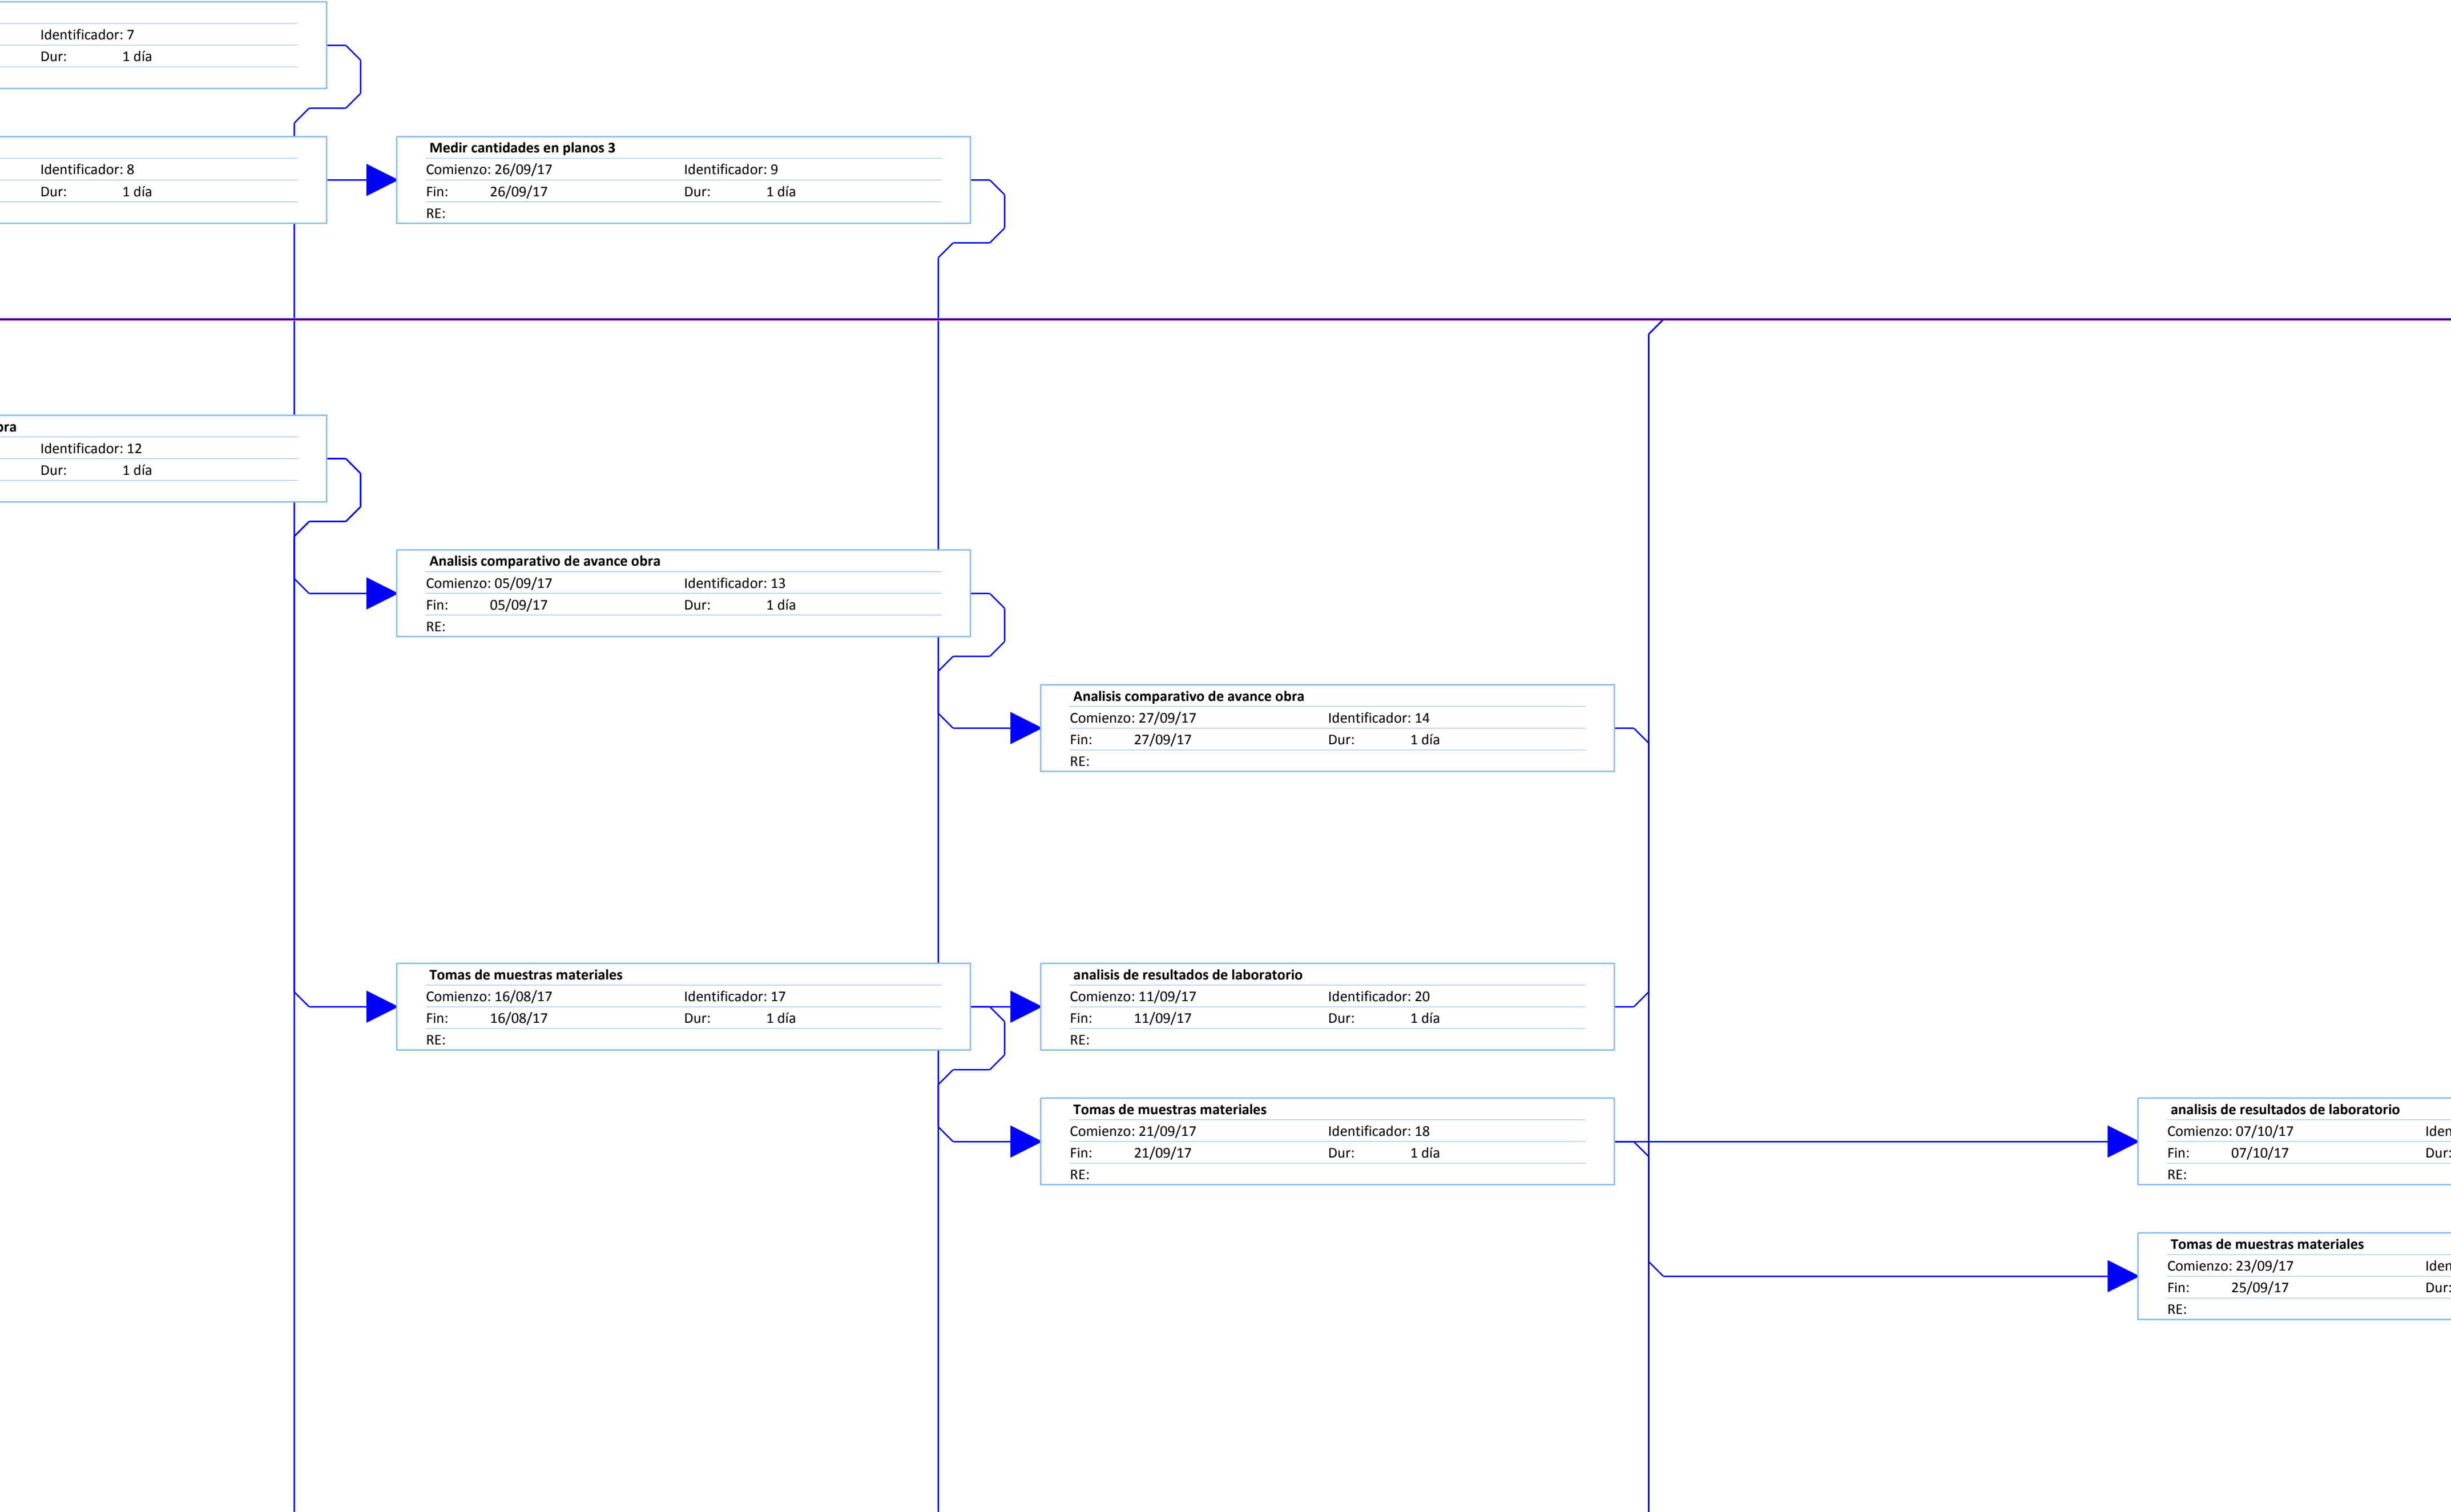 Identificador: 7
Dur: 1 día
Identificador: 8
Dur: 1 día
Medir cantidades en planos 3
Comienzo: 26/09/17 Identificador: 9
Fin: 26/09/17 Dur: 1 día
RE:
bra
Identificador: 12
Dur: 1 día
Analisis comparativo de avance obra
Comienzo: 05/09/17 Identificador: 13
Fin: 05/09/17 Dur: 1 día
RE:
Analisis comparativo de avance obra
Comienzo: 27/09/17 Identificador: 14
Fin: 27/09/17 Dur: 1 día
RE:
Tomas de muestras materiales
Comienzo: 16/08/17 Identificador: 17
Fin: 16/08/17 Dur: 1 día
RE:
analisis de resultados de laboratorio
Comienzo: 11/09/17 Identificador: 20
Fin: 11/09/17 Dur: 1 día
RE:
Tomas de muestras materiales
Comienzo: 21/09/17 Identificador: 18
Fin: 21/09/17 Dur: 1 día
RE:
analisis de resultados de laboratorio
Comienzo: 07/10/17 Iden
Fin: 07/10/17 Dur:
RE:
Tomas de muestras materiales
Comienzo: 23/09/17 Iden
Fin: 25/09/17 Dur:
RE: